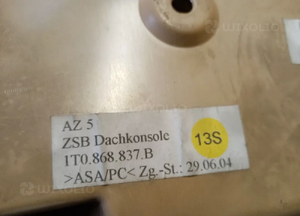 AZ 5
ZSB Dachkonsole
1T0.868.837.B
>ASA/PC< Zg.-St.: 29.06.04
13S